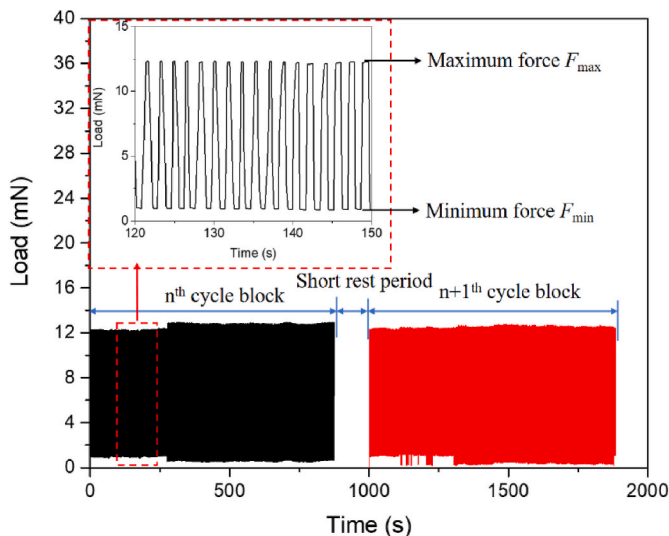 40
36
32
28
24
20
16
12
8
4
0
Load (mN)
15
10
5
0
Load (mN)
120
130
140
150
Time (s)
Maximum force Fmax
Minimum force Fmin
Short rest period
nth cycle block
n+1th cycle block
0
500
1000
1500
2000
Time (s)